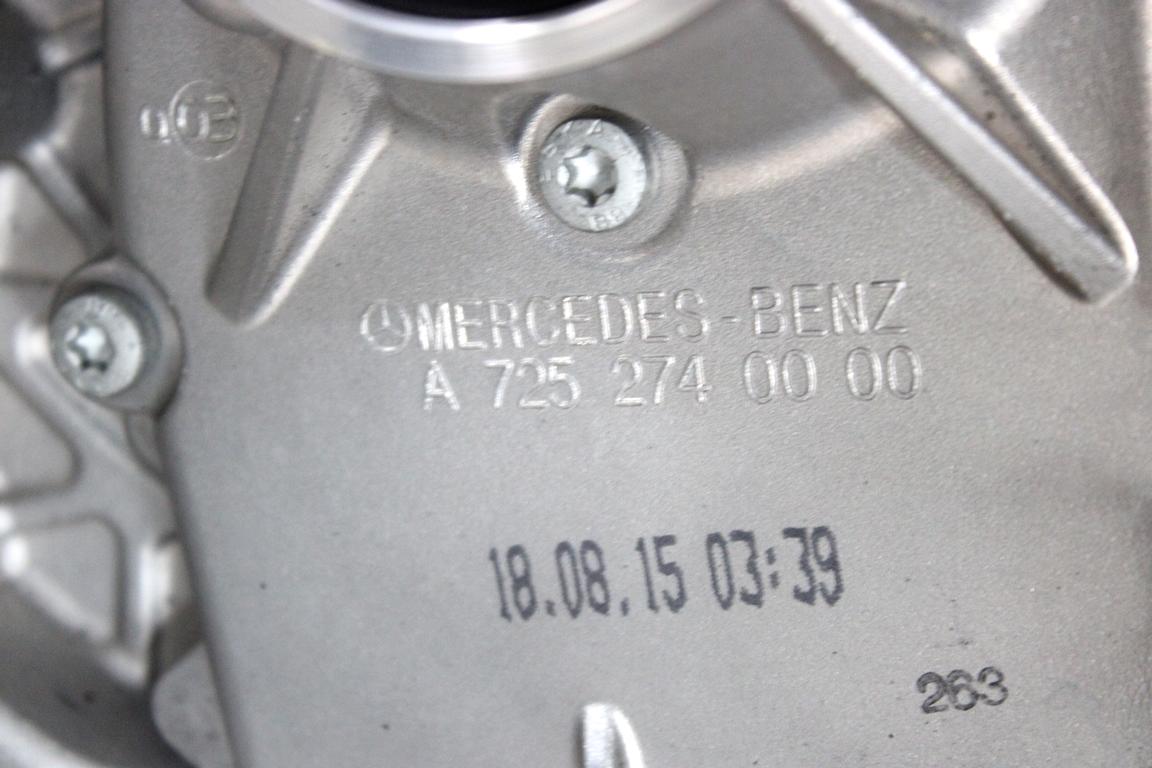 MERCEDES-BENZ
A 725 274 00 00
18.08.15 03:39
263